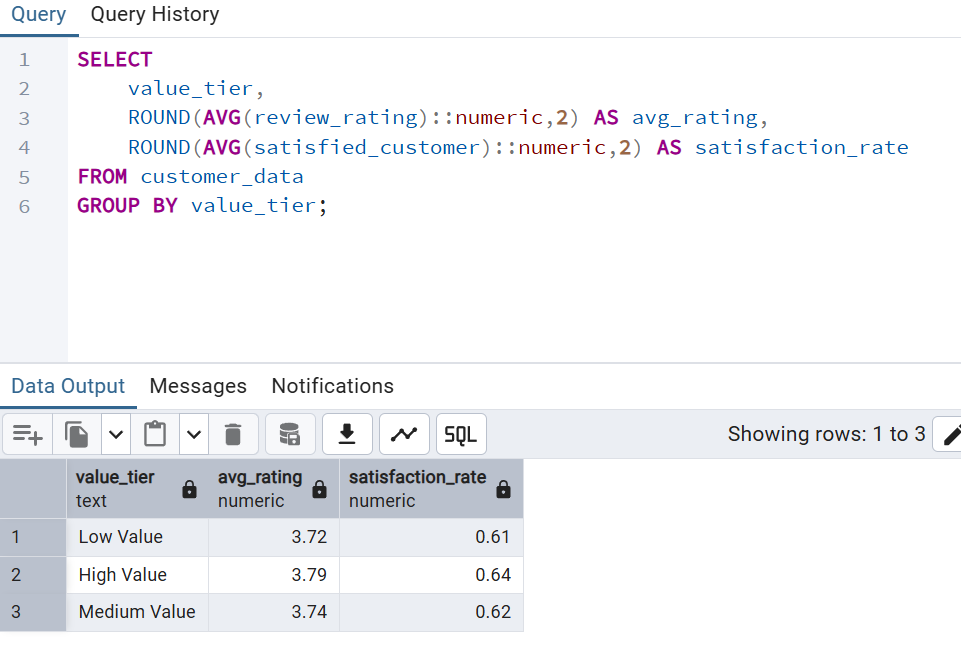 Query Query History
1 SELECT
2 value_tier,
3 ROUND(AVG(review_rating)::numeric,2) AS avg_rating,
4 ROUND(AVG(satisfied_customer)::numeric,2) AS satisfaction_rate
5 FROM customer_data
6 GROUP BY value_tier;
Data Output Messages Notifications
SQL Showing rows: 1 to 3
value_tier avg_rating satisfaction_rate
text numeric numeric
1 Low Value 3.72 0.61
2 High Value 3.79 0.64
3 Medium Value 3.74 0.62